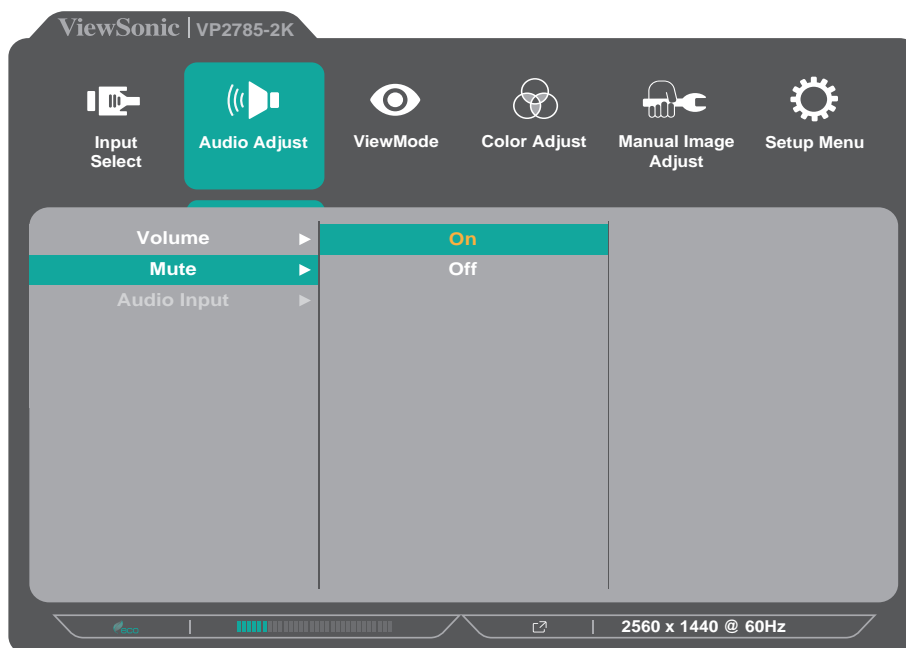 ViewSonic | VP2785-2K
Input Select
Audio Adjust
ViewMode
Color Adjust
Manual Image Adjust
Setup Menu
Volume
On
Mute
Off
Audio Input
eco
2560 x 1440 @ 60Hz